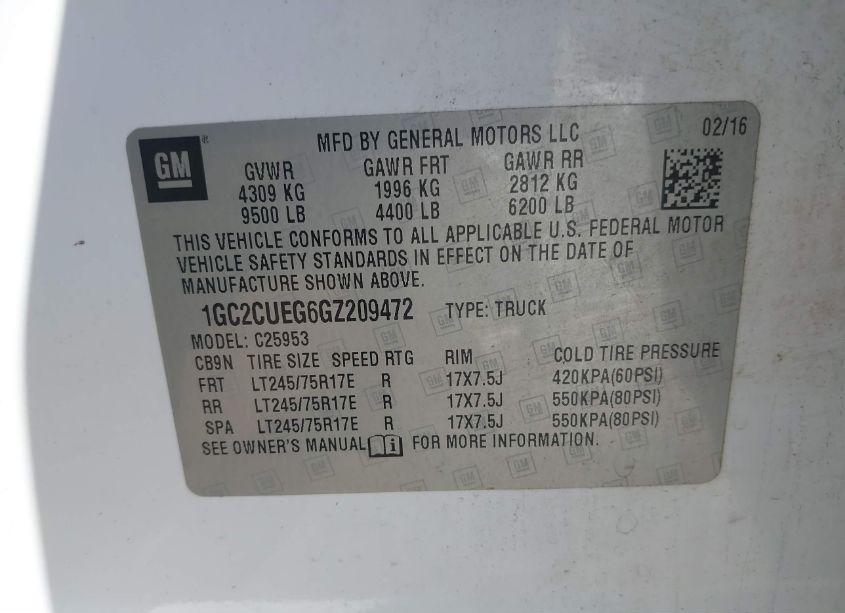 GM
®
MFD BY GENERAL MOTORS LLC 02/16
GVWR GAWR FRT GAWR RR
4309 KG 1996 KG 2812 KG
9500 LB 4400 LB 6200 LB
THIS VEHICLE CONFORMS TO ALL APPLICABLE U.S. FEDERAL MOTOR
VEHICLE SAFETY STANDARDS IN EFFECT ON THE DATE OF
MANUFACTURE SHOWN ABOVE.
1GC2CUEG6GZ209472 TYPE: TRUCK
MODEL: C25953
CB9N TIRE SIZE SPEED RTG RIM COLD TIRE PRESSURE
FRT LT245/75R17E R 17X7.5J 420KPA(60PSI)
RR LT245/75R17E R 17X7.5J 550KPA(80PSI)
SPA LT245/75R17E R 17X7.5J 550KPA(80PSI)
SEE OWNER'S MANUAL i FOR MORE INFORMATION.